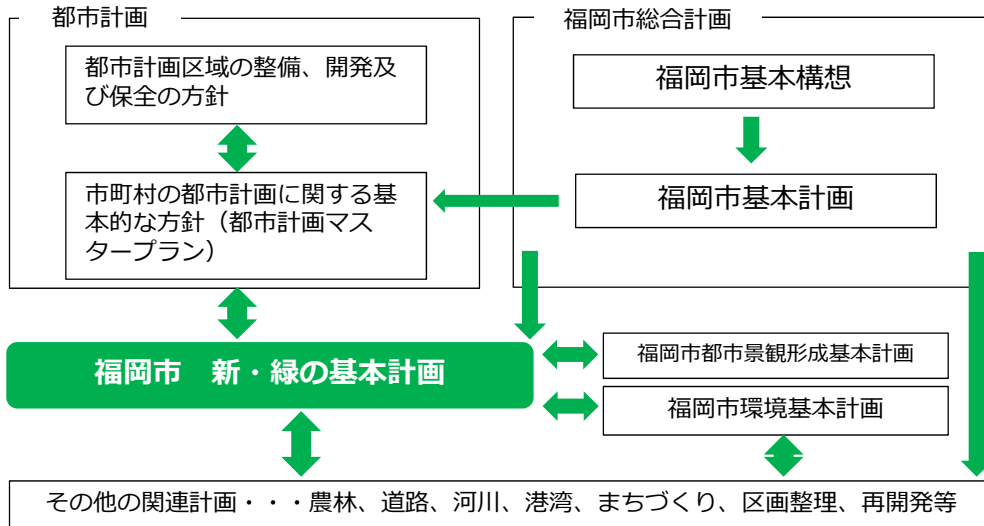 都市計画
都市計画区域の整備、開発及
び保全の方針
市町村の都市計画に関する基
本的な方針（都市計画マス
タープラン）
福岡市総合計画
福岡市基本構想
福岡市基本計画
福岡市　新・緑の基本計画
福岡市都市景観形成基本計画
福岡市環境基本計画
その他の関連計画・・・農林、道路、河川、港湾、まちづくり、区画整理、再開発等